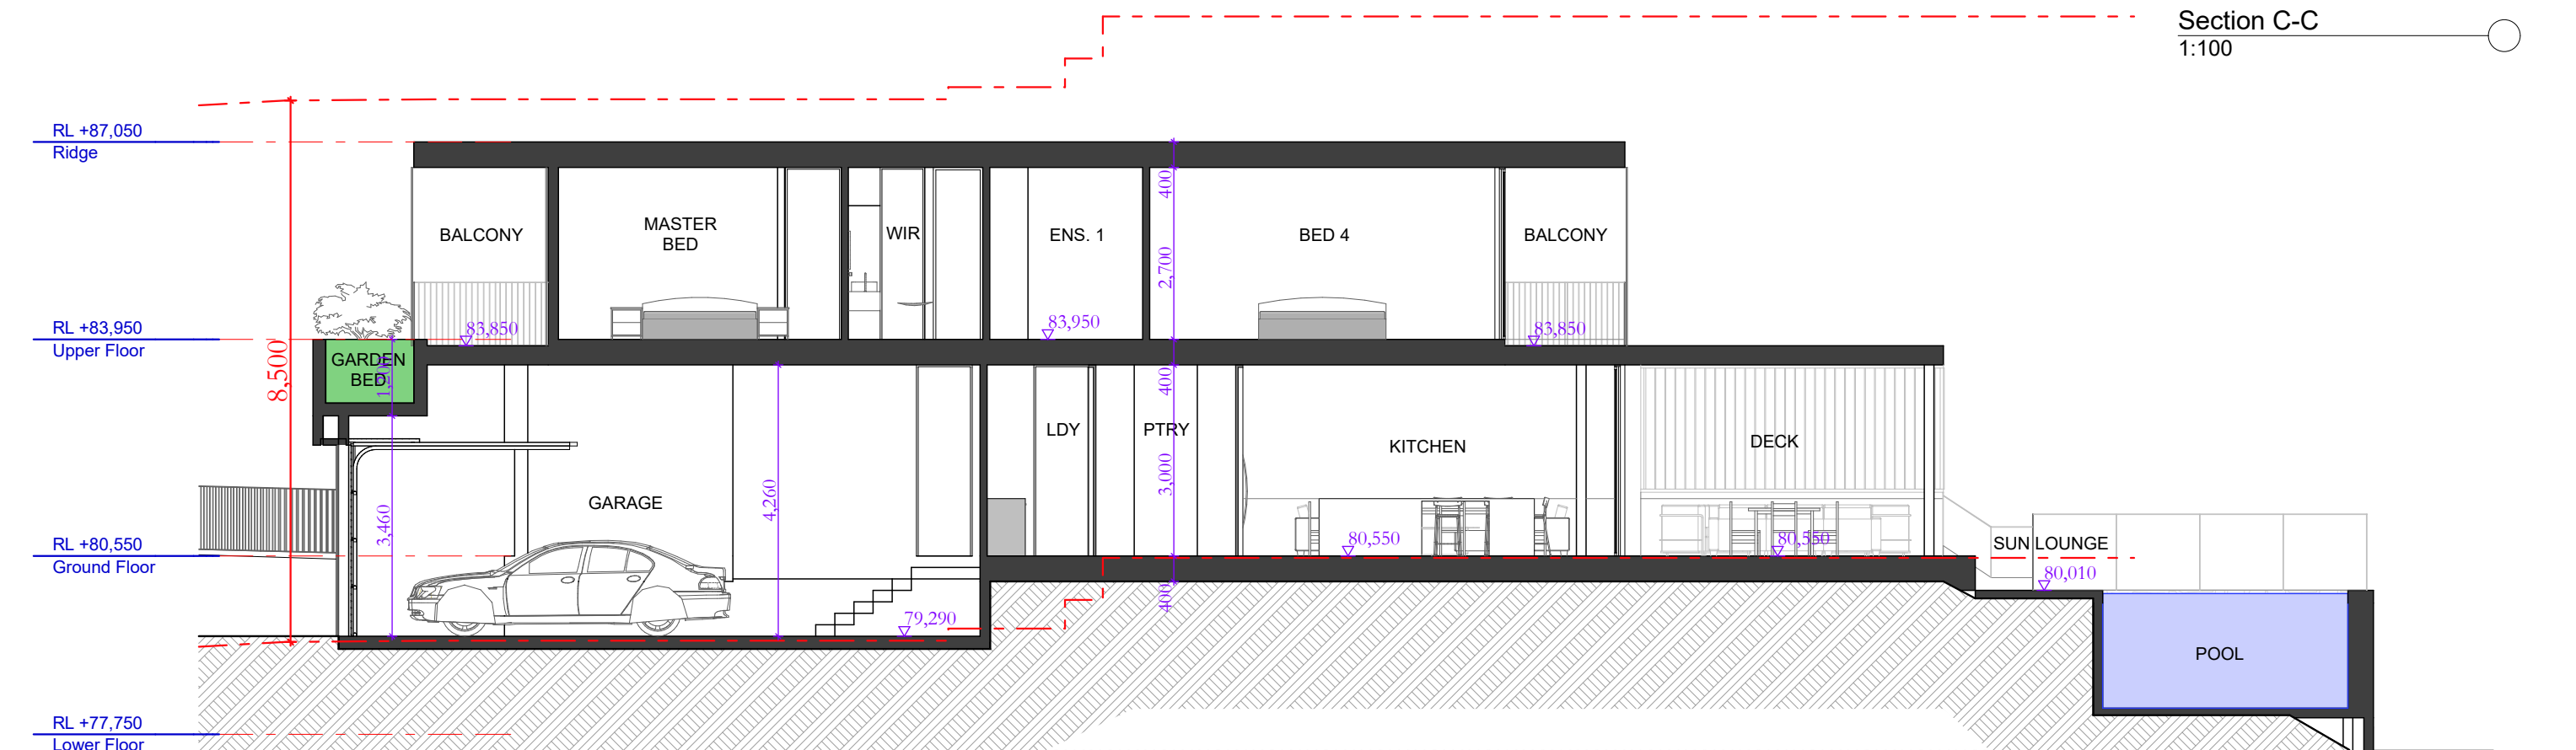 Section C-C
1:100
RL +87,050
Ridge
400
BALCONY
MASTER
BED
WIR
ENS. 1
BED 4
BALCONY
2,700
RL +83,950
Upper Floor
83,850
83,950
83,850
8,500
GARDEN
BED
1,200
400
LDY
PTRY
KITCHEN
DECK
GARAGE
3,460
4,260
3,000
RL +80,550
Ground Floor
80,550
80,550
SUN LOUNGE
80,010
400
79,290
POOL
RL +77,750
Lower Floor